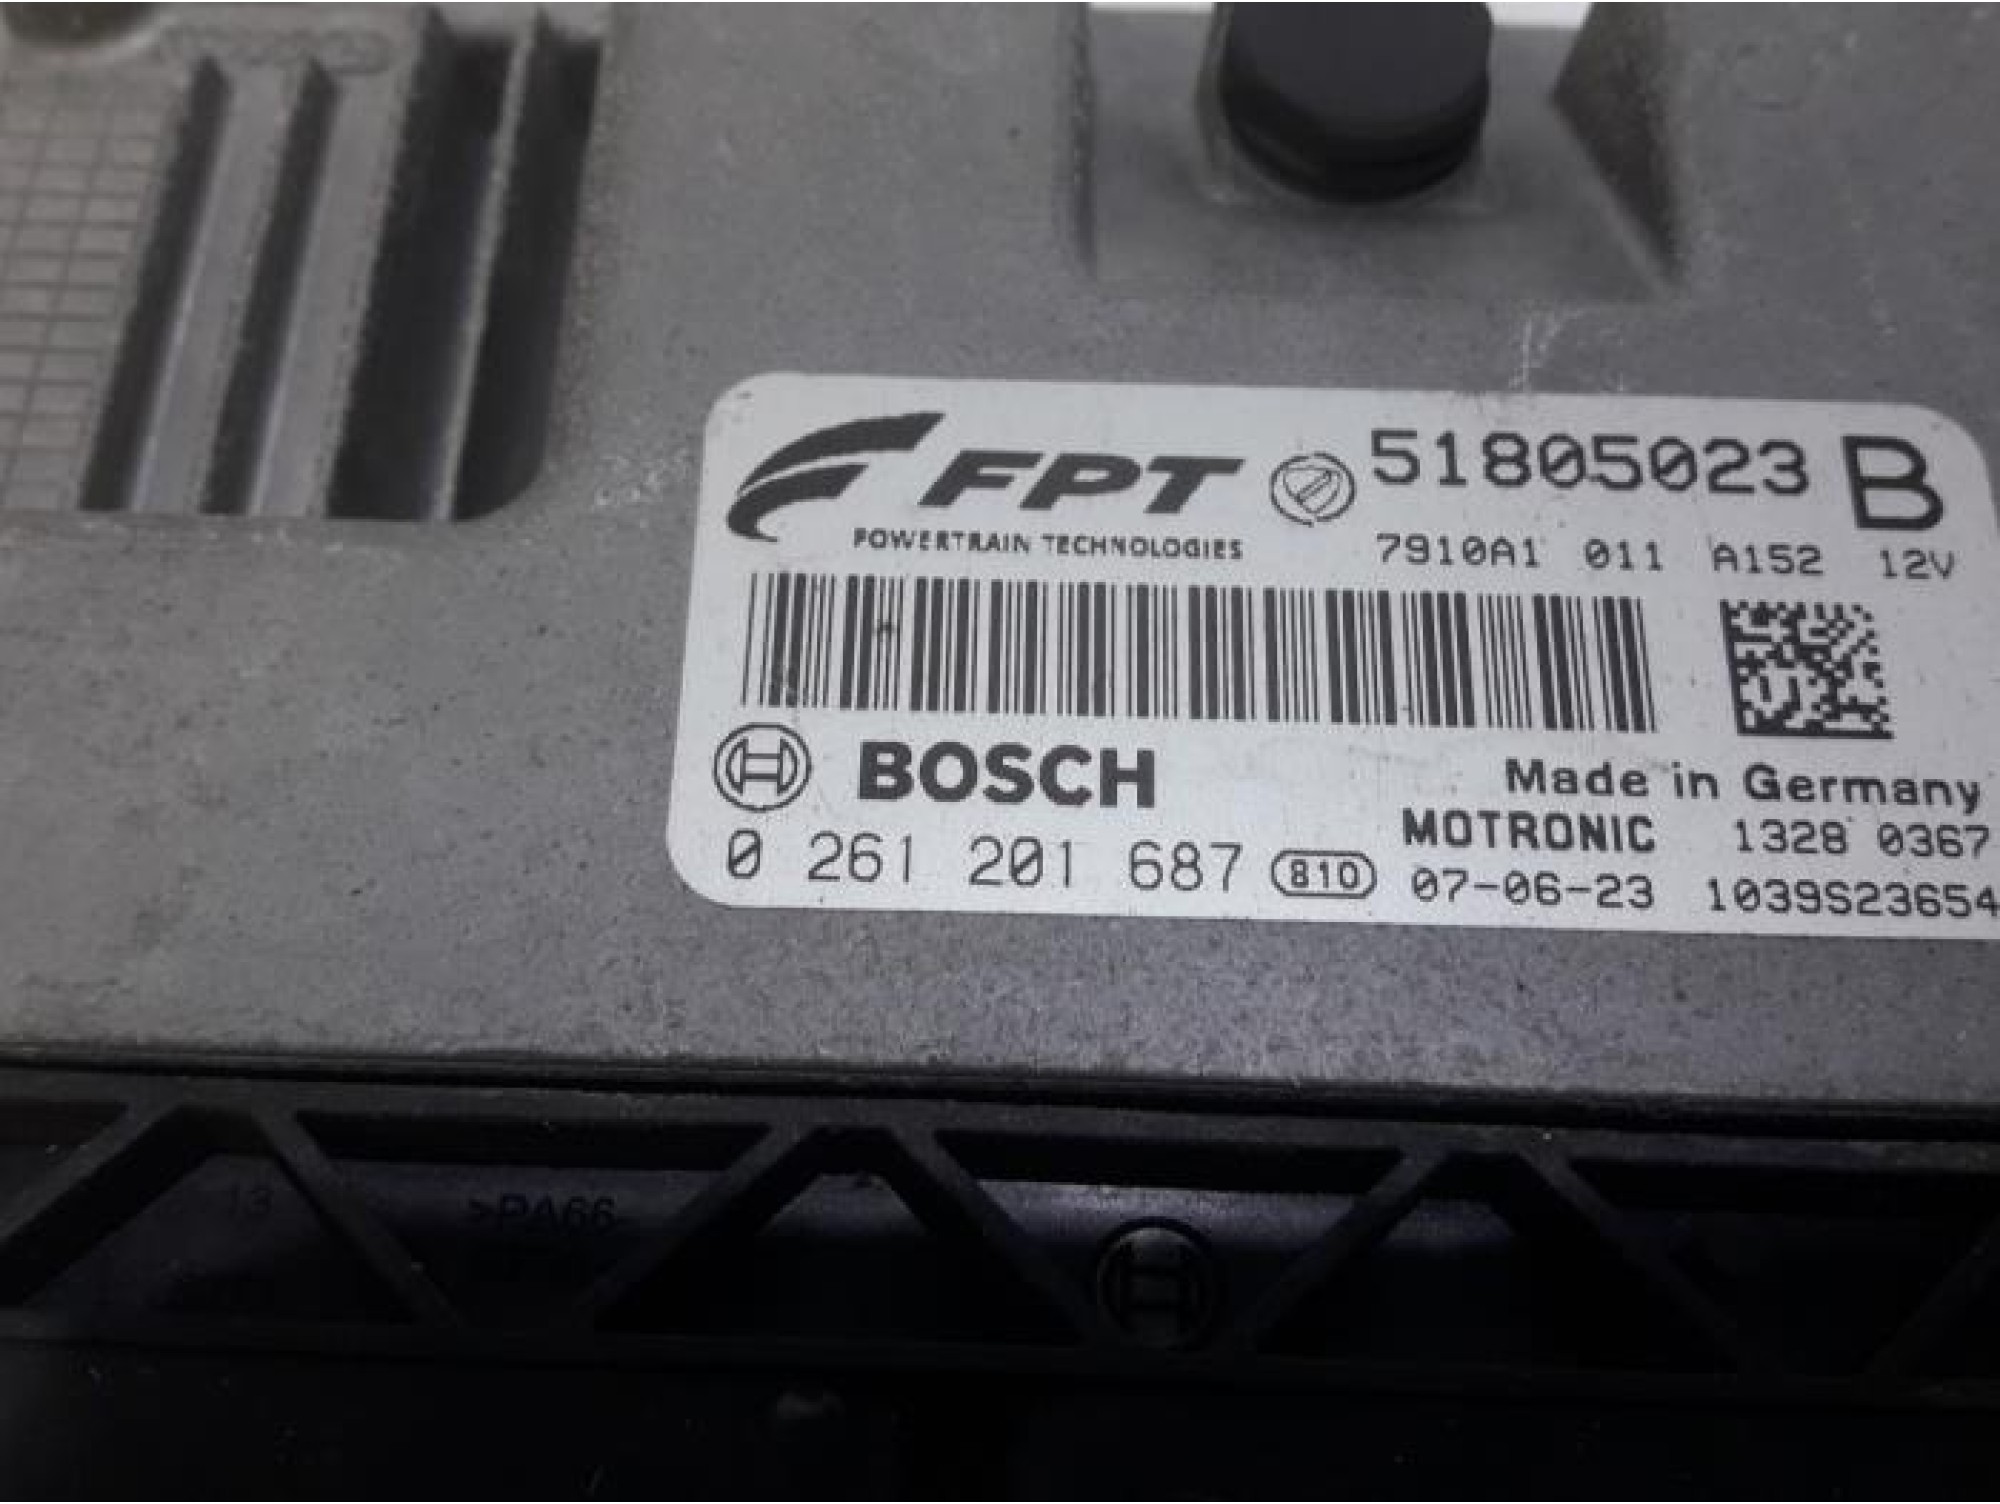 FPT 51805023 B
POWERTRAIN TECHNOLOGIES 7910A1 011 A152 12V
BOSCH Made in Germany
MOTRONIC 1328 0367
0 261 201 687 810 07-06-23 1039S23654
13 >PA66